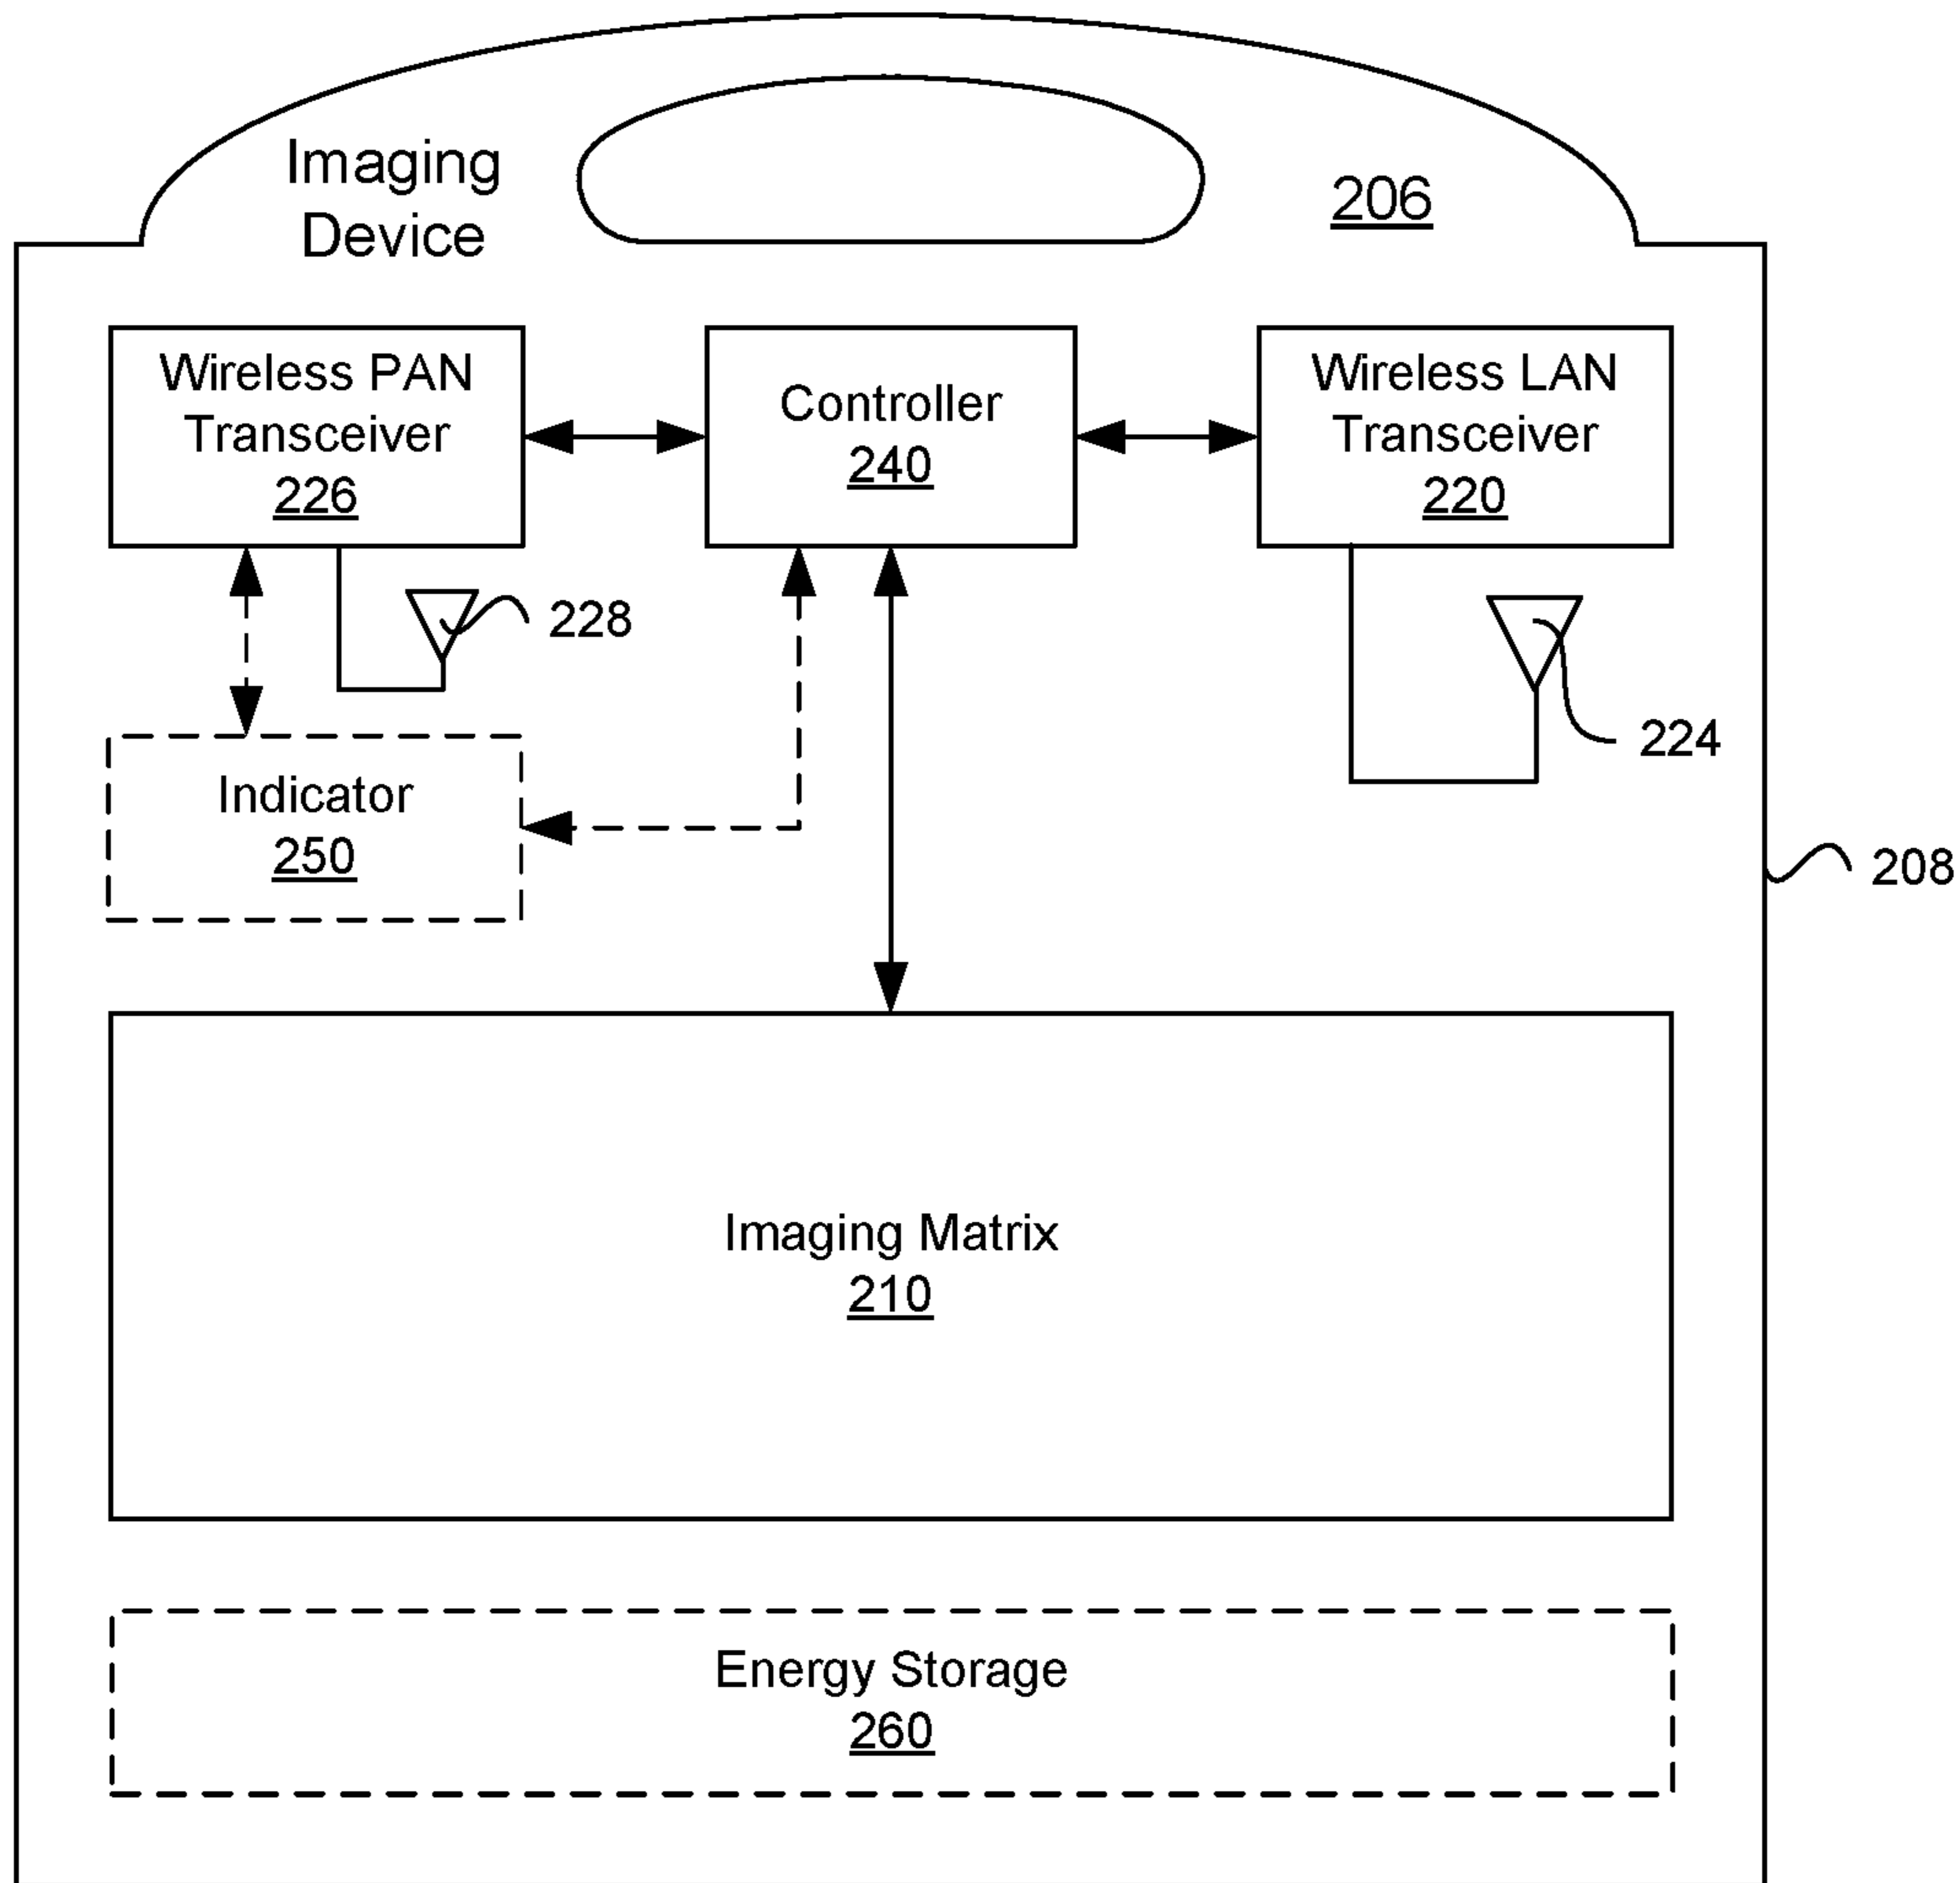 Imaging
Device
206
Wireless PAN
Transceiver
226
Controller
240
Wireless LAN
Transceiver
220
228
224
Indicator
250
208
Imaging Matrix
210
Energy Storage
260